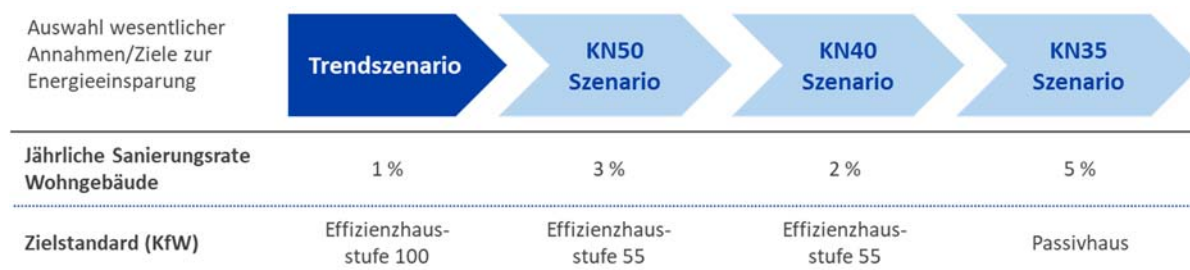 Auswahl wesentlicher
Annahmen/Ziele zur
Energieeinsparung
Trendszenario
KN50
Szenario
KN40
Szenario
KN35
Szenario
Jährliche Sanierungsrate
Wohngebäude
1 %
3 %
2 %
5 %
Zielstandard (KfW)
Effizienzhaus-
stufe 100
Effizienzhaus-
stufe 55
Effizienzhaus-
stufe 55
Passivhaus